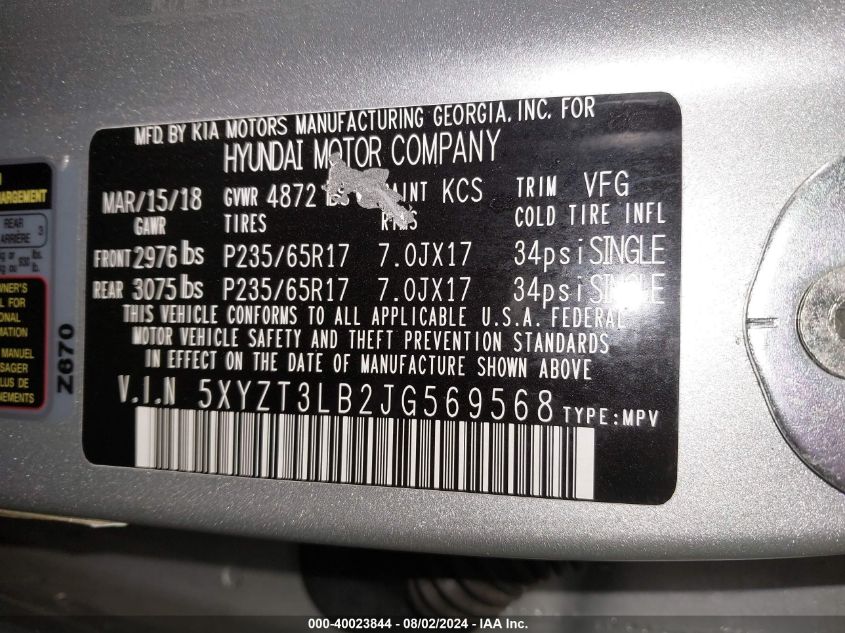 MFD. BY KIA MOTORS MANUFACTURING GEORGIA, INC. FOR
HYUNDAI MOTOR COMPANY
MAR/15/18 GVWR 4872 KCS TRIM VFG
GAWR TIRES COLD TIRE INFL
FRONT 2976 lbs P235/65R17 7.0JX17 34psi SINGLE
REAR 3075 lbs P235/65R17 7.0JX17 34psi SINGLE
THIS VEHICLE CONFORMS TO ALL APPLICABLE U.S.A. FEDERAL
MOTOR VEHICLE SAFETY AND THEFT PREVENTION STANDARDS
IN EFFECT ON THE DATE OF MANUFACTURE SHOWN ABOVE
V.I.N 5XYZT3LB2JG569568 TYPE:MPV
REAR
3
Z670
000-40023844 - 08/02/2024 - IAA Inc.